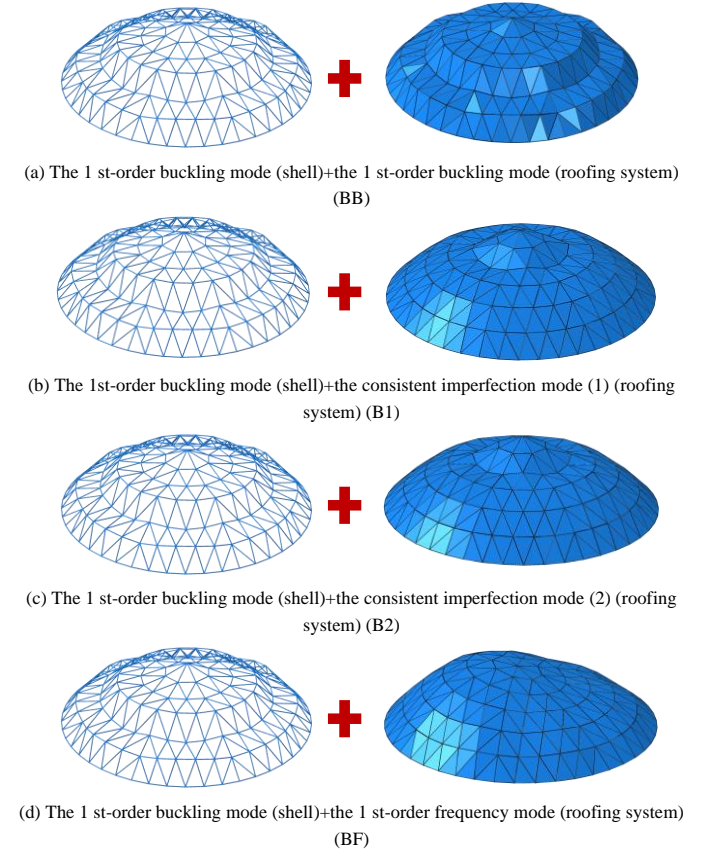 (a) The 1 st-order buckling mode (shell)+the 1 st-order buckling mode (roofing system)
(BB)
(b) The 1st-order buckling mode (shell)+the consistent imperfection mode (1) (roofing
system) (B1)
(c) The 1 st-order buckling mode (shell)+the consistent imperfection mode (2) (roofing
system) (B2)
(d) The 1 st-order buckling mode (shell)+the 1 st-order frequency mode (roofing system)
(BF)